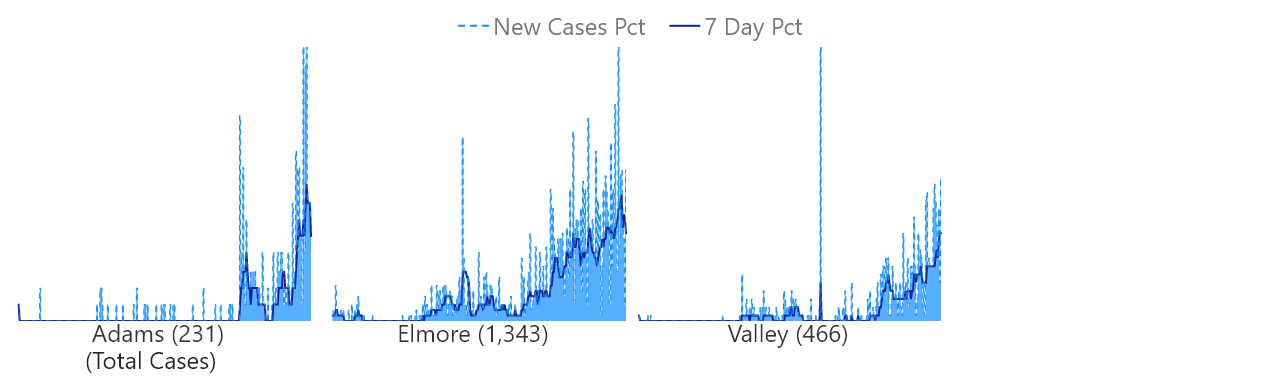 New Cases Pct 7 Day Pct
Adams (231) Elmore (1,343) Valley (466)
(Total Cases)